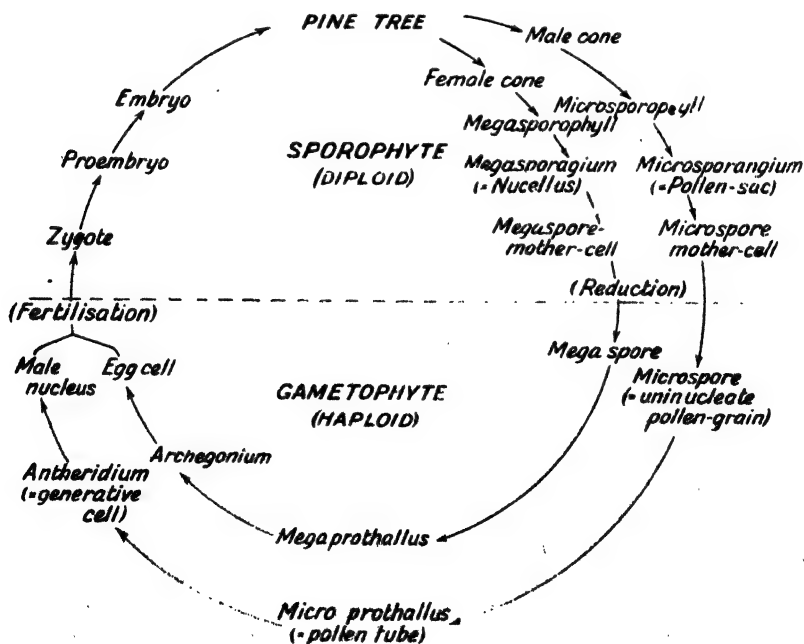 PINE TREE
Male cone
Female cone
Microsporopeyll
Megasporophyll
Embryo
SPOROPHYTE
(DIPLOID)
Megasporagium
(= Nucellus)
Microsporangium
(=Pollen-sac)
Proembryo
Megaspore-
mother-cell
Microspore
mother-cell
Zygote
(Reduction)
(Fertilisation)
Mega spore
Male
nucleus
Egg cell
Microspore
(=uninucleate
pollen-grain)
GAMETOPHYTE
(HAPLOID)
Archegonium
Antheridium
(=generative
cell)
Megaprothallus
Micro prothallus
(= pollen tube)